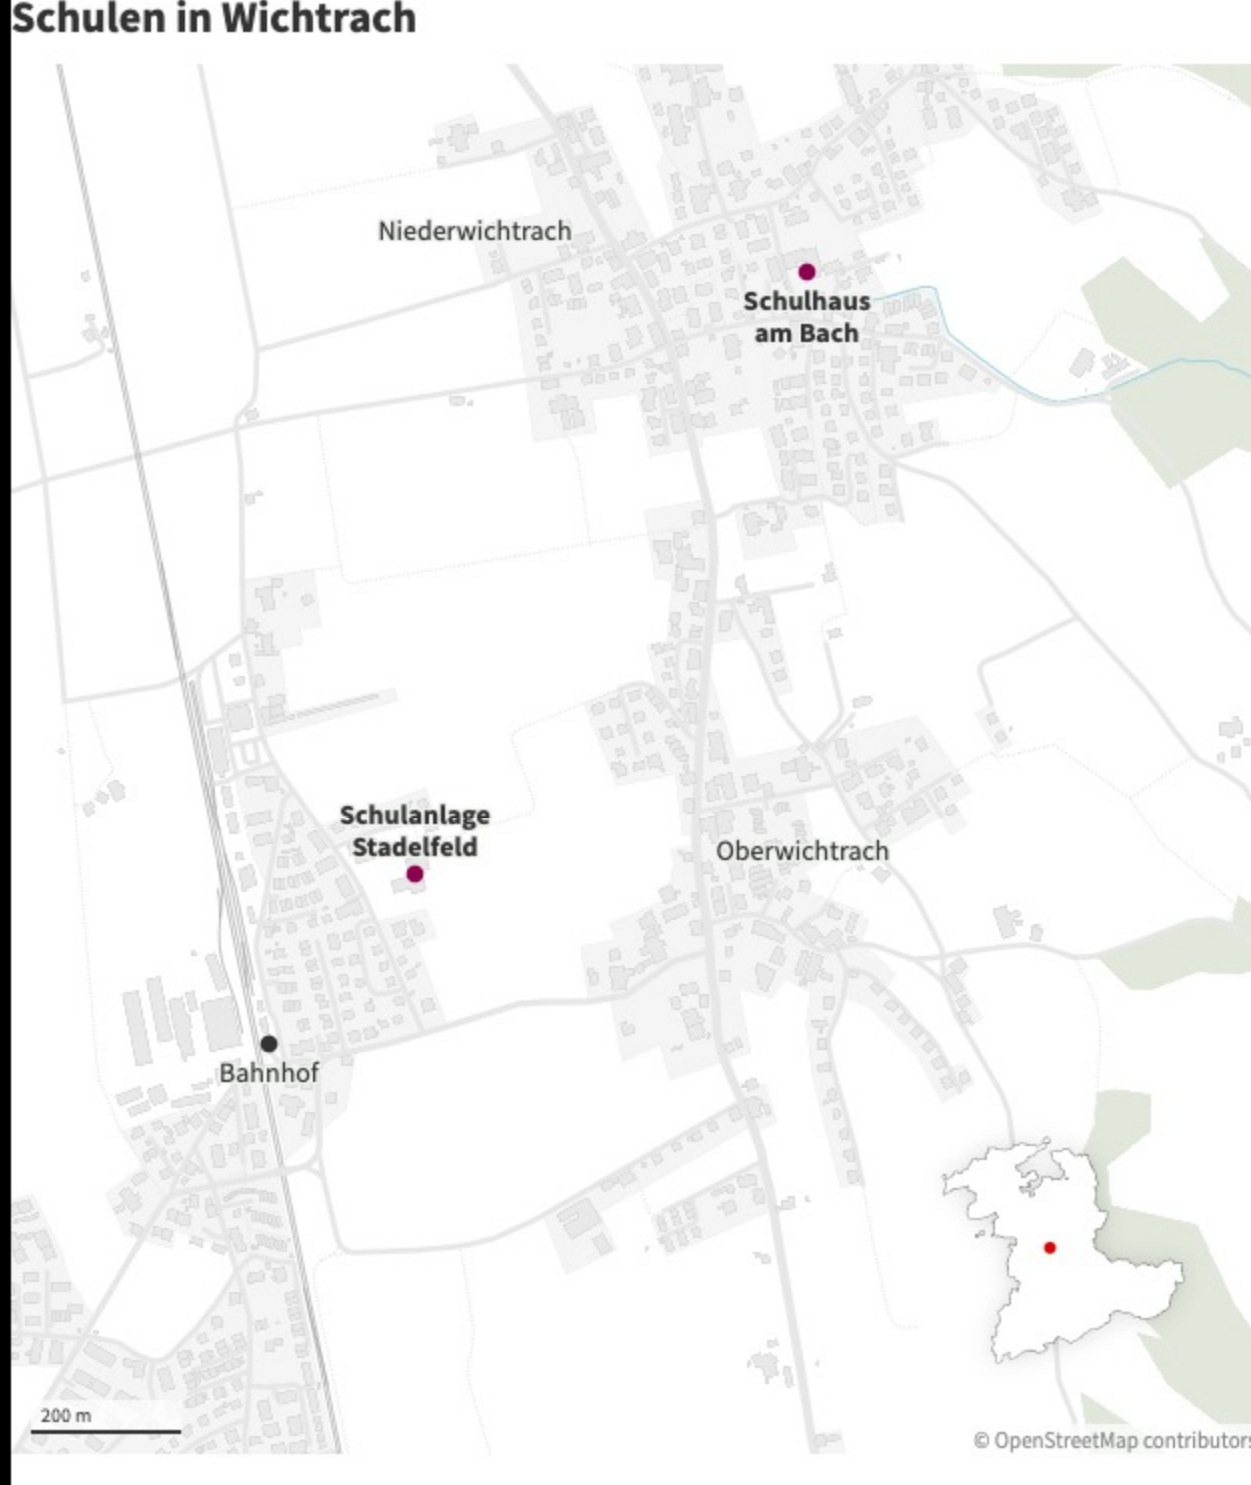 Schulen in Wichtrach
Niederwichtrach
Schulhaus
am Bach
Schulanlage
Stadelfeld
Oberwichtrach
Bahnhof
200 m
© OpenStreetMap contributors